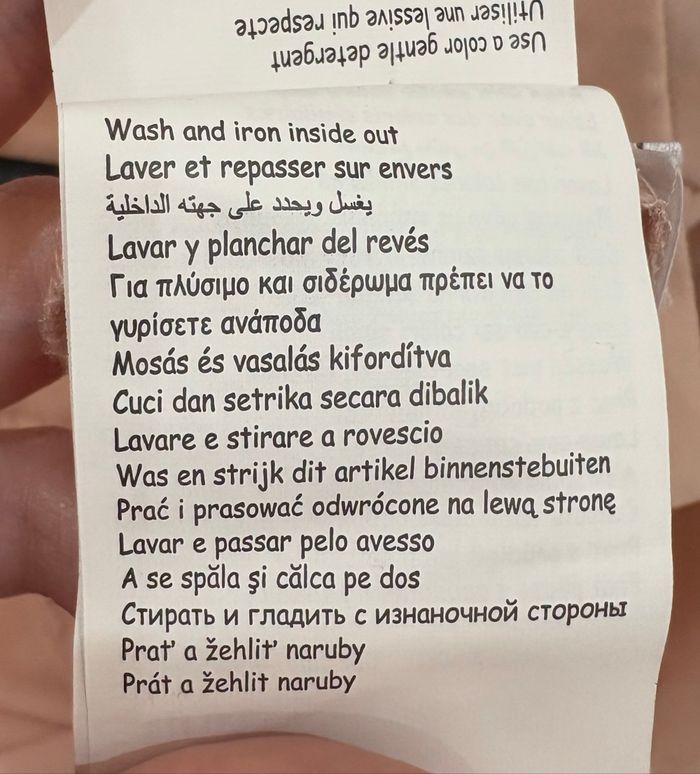 Use a color gentle detergent
Utiliser une lessive qui respecte
Wash and iron inside out
Laver et repasser sur envers
يغسل ويحدد على جهته الداخلية
Lavar y planchar del revés
Για πλύσιμο και σιδέρωμα πρέπει να το
γυρίσετε ανάποδα
Mosás és vasalás kifordítva
Cuci dan setrika secara dibalik
Lavare e stirare a rovescio
Was en strijk dit artikel binnenstebuiten
Prać i prasować odwrócone na lewą stronę
Lavar e passar pelo avesso
A se spăla şi călca pe dos
Стирать и гладить с изнаночной стороны
Prať a žehliť naruby
Prát a žehlit naruby